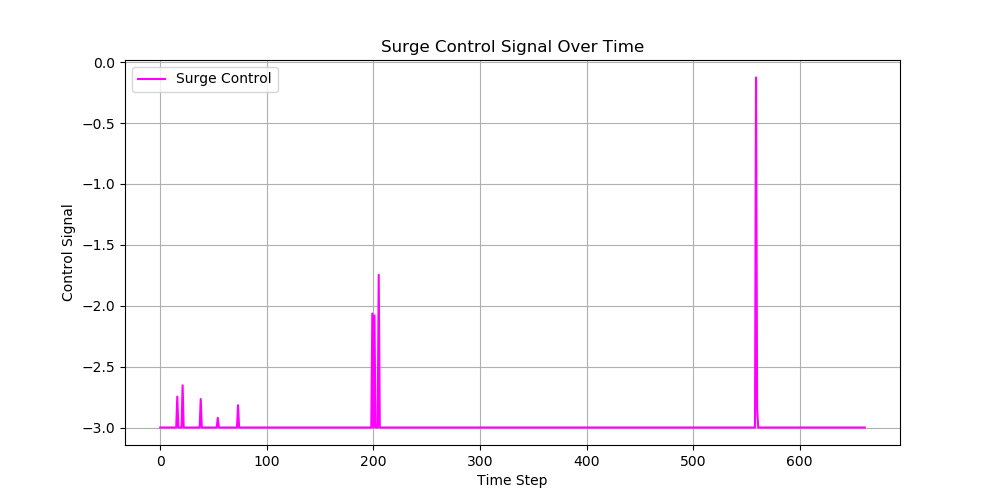 Surge Control Signal Over Time
Surge Control
Control Signal
0.0
−0.5
−1.0
−1.5
−2.0
−2.5
−3.0
0 100 200 300 400 500 600
Time Step